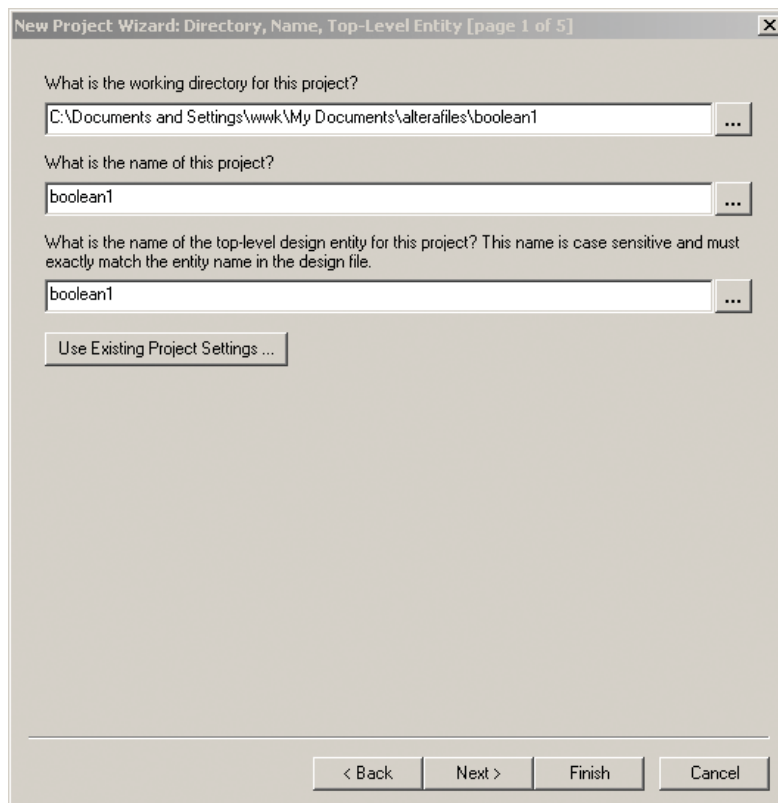 New Project Wizard: Directory, Name, Top-Level Entity [page 1 of 5]
What is the working directory for this project?
C:\Documents and Settings\wwk\My Documents\alterafiles\boolean1
...
What is the name of this project?
boolean1
...
What is the name of the top-level design entity for this project? This name is case sensitive and must
exactly match the entity name in the design file.
boolean1
...
Use Existing Project Settings ...
< Back
Next >
Finish
Cancel